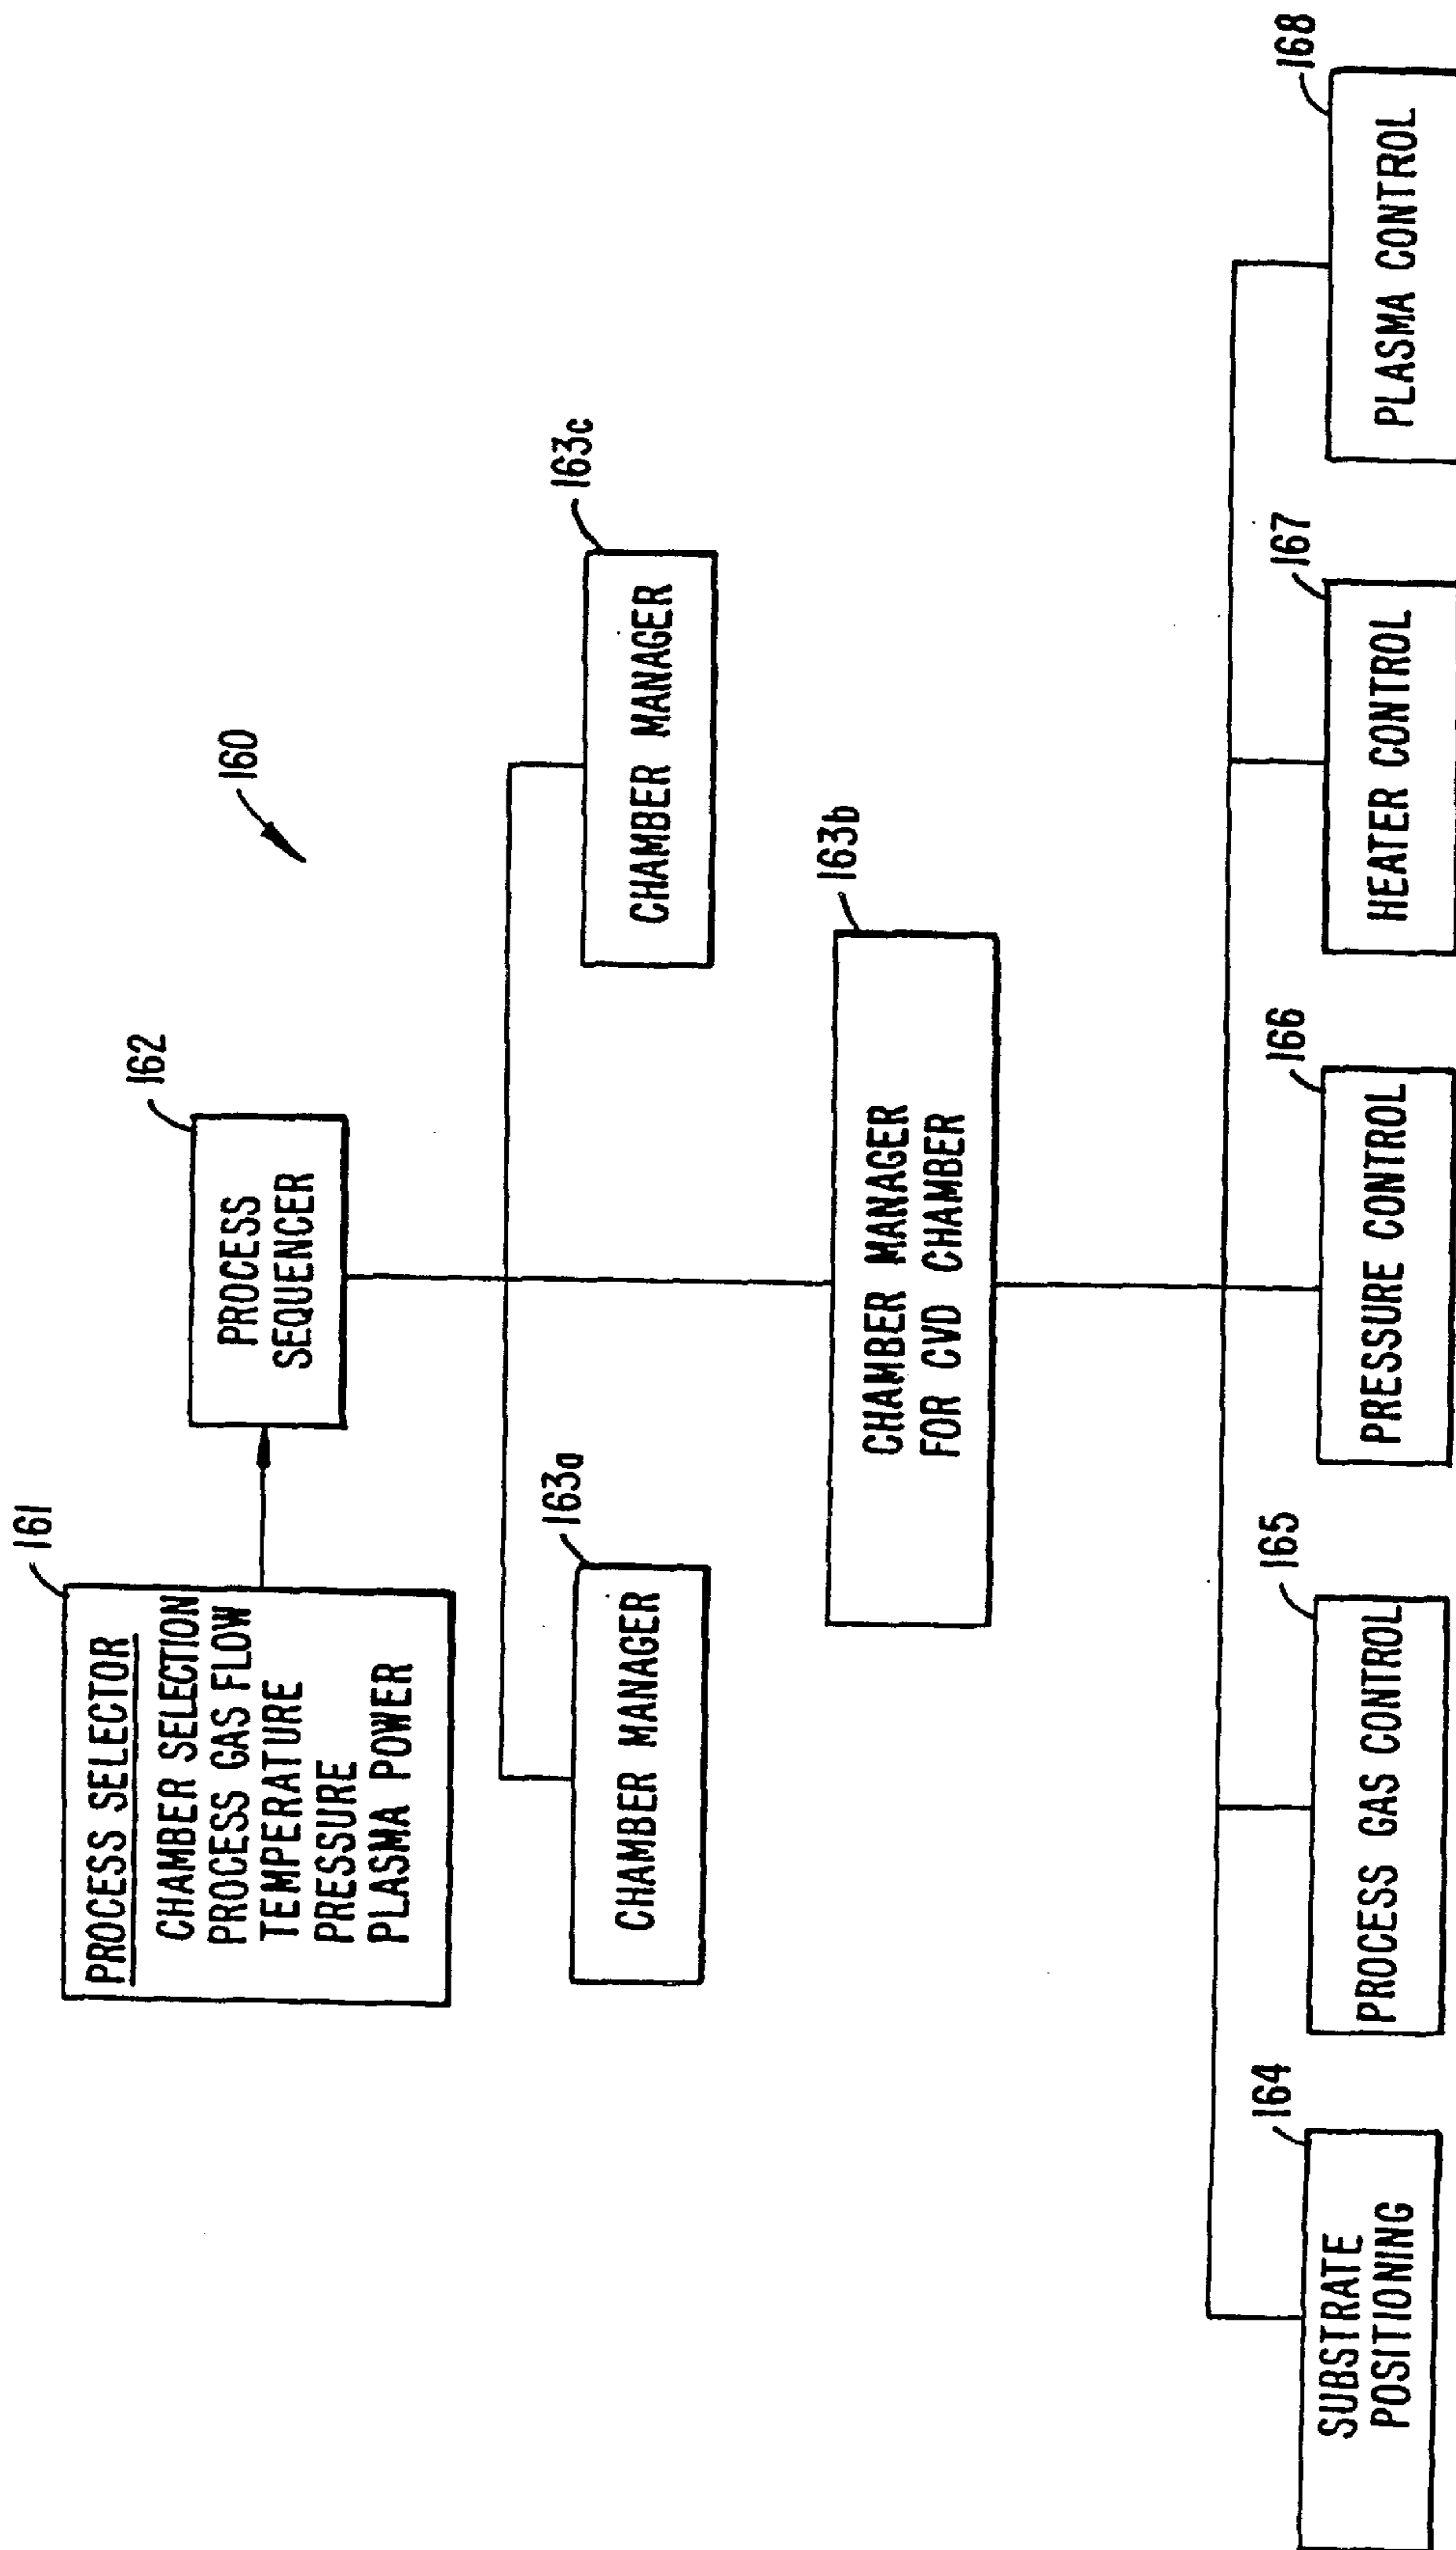 161
PROCESS SELECTOR
CHAMBER SELECTION
PROCESS GAS FLOW
TEMPERATURE
PRESSURE
PLASMA POWER
162
PROCESS
SEQUENCER
160
163a
CHAMBER MANAGER
163c
CHAMBER MANAGER
163b
CHAMBER MANAGER
FOR CVD CHAMBER
164
SUBSTRATE
POSITIONING
165
PROCESS GAS CONTROL
166
PRESSURE CONTROL
167
HEATER CONTROL
168
PLASMA CONTROL